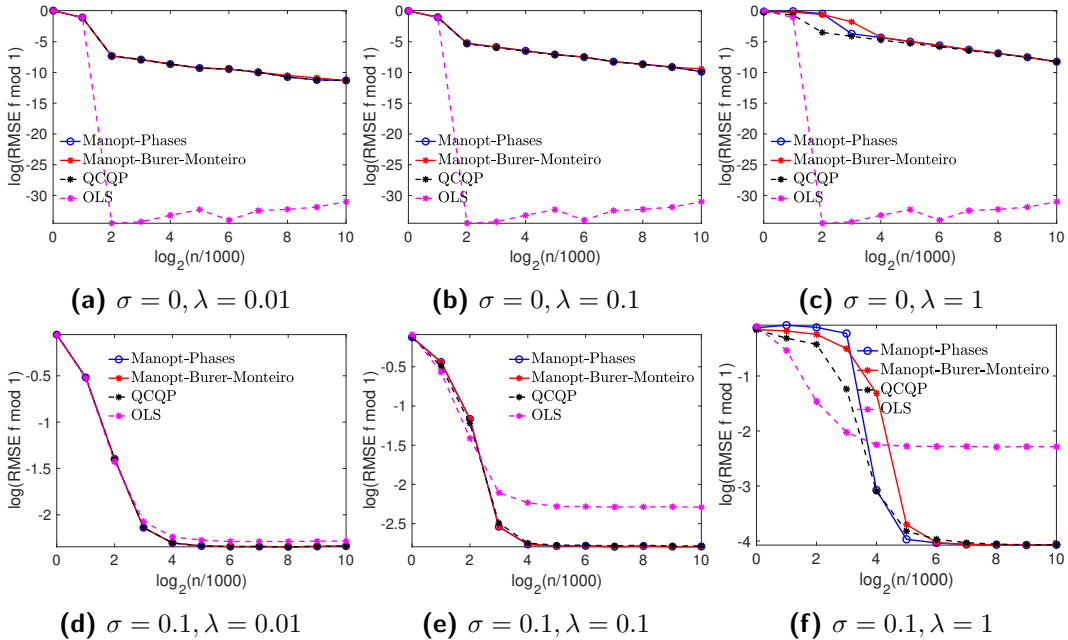 log(RMSE f mod 1)
0
-5
-10
-15
-20
-25
-30
Manopt-Phases
Manopt-Burer-Monteiro
QCQP
OLS
0 2 4 6 8 10
log₂(n/1000)
(a) σ = 0, λ = 0.01
log(RMSE f mod 1)
0
-5
-10
-15
-20
-25
-30
Manopt-Phases
Manopt-Burer-Monteiro
QCQP
OLS
0 2 4 6 8 10
log₂(n/1000)
(b) σ = 0, λ = 0.1
log(RMSE f mod 1)
0
-5
-10
-15
-20
-25
-30
Manopt-Phases
Manopt-Burer-Monteiro
QCQP
OLS
0 2 4 6 8 10
log₂(n/1000)
(c) σ = 0, λ = 1
log(RMSE f mod 1)
-0.5
-1
-1.5
-2
Manopt-Phases
Manopt-Burer-Monteiro
QCQP
OLS
0 2 4 6 8 10
log₂(n/1000)
(d) σ = 0.1, λ = 0.01
log(RMSE f mod 1)
-0.5
-1
-1.5
-2
-2.5
Manopt-Phases
Manopt-Burer-Monteiro
QCQP
OLS
0 2 4 6 8 10
log₂(n/1000)
(e) σ = 0.1, λ = 0.1
log(RMSE f mod 1)
-1
-2
-3
-4
Manopt-Phases
Manopt-Burer-Monteiro
QCQP
OLS
0 2 4 6 8 10
log₂(n/1000)
(f) σ = 0.1, λ = 1